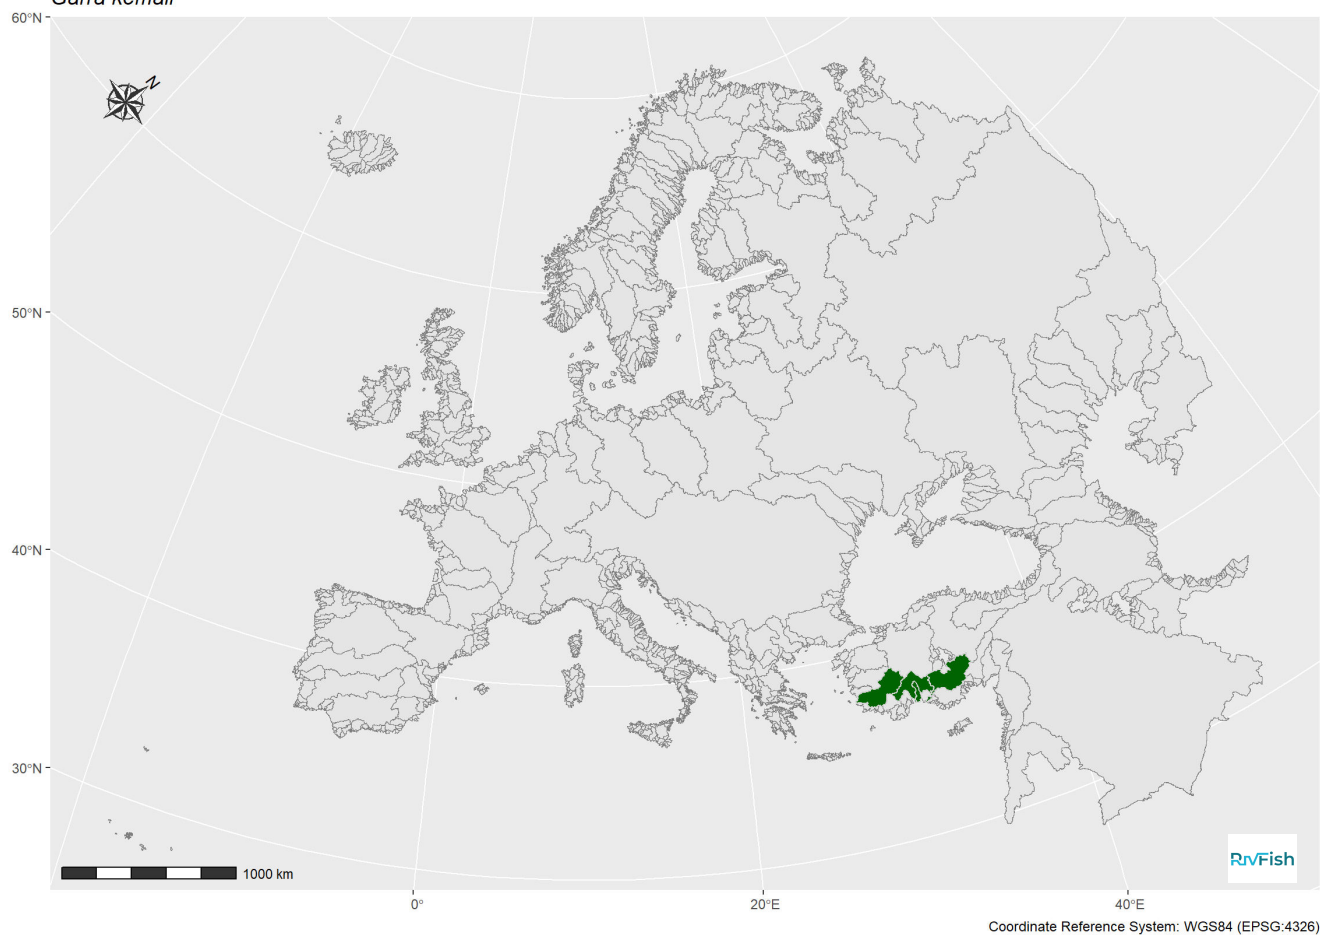 Garra kemali
60°N
N
50°N
40°N
30°N
1000 km
RivFish
0°
20°E
40°E
Coordinate Reference System: WGS84 (EPSG:4326)